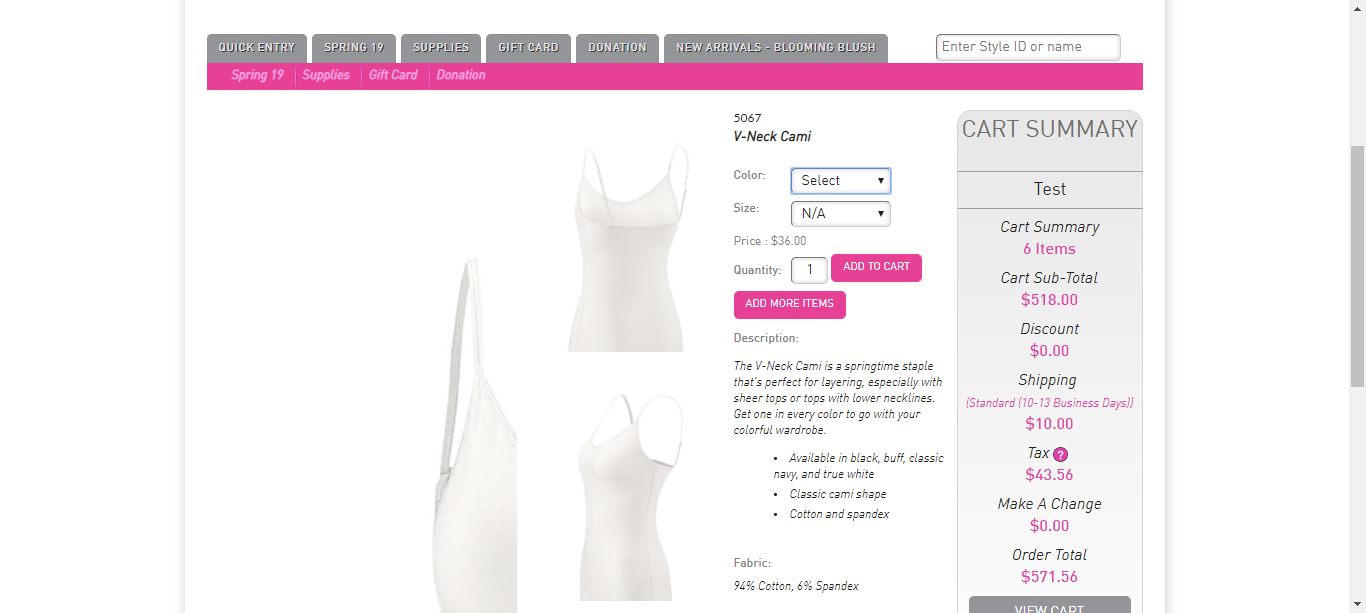 QUICK ENTRY
SPRING 19
SUPPLIES
GIFT CARD
DONATION
NEW ARRIVALS - BLOOMING BLUSH
Enter Style ID or name
Spring 19
Supplies
Gift Card
Donation
5067
V-Neck Cami
Color: Select
Size: N/A
Price : $36.00
Quantity: 1 ADD TO CART
ADD MORE ITEMS
Description:
The V-Neck Cami is a springtime staple
that's perfect for layering, especially with
sheer tops or tops with lower necklines.
Get one in every color to go with your
colorful wardrobe.
• Available in black, buff, classic
navy, and true white
• Classic cami shape
• Cotton and spandex
Fabric:
94% Cotton, 6% Spandex
CART SUMMARY
Test
Cart Summary
6 Items
Cart Sub-Total
$518.00
Discount
$0.00
Shipping
(Standard (10-13 Business Days))
$10.00
Tax ?
$43.56
Make A Change
$0.00
Order Total
$571.56
VIEW CART